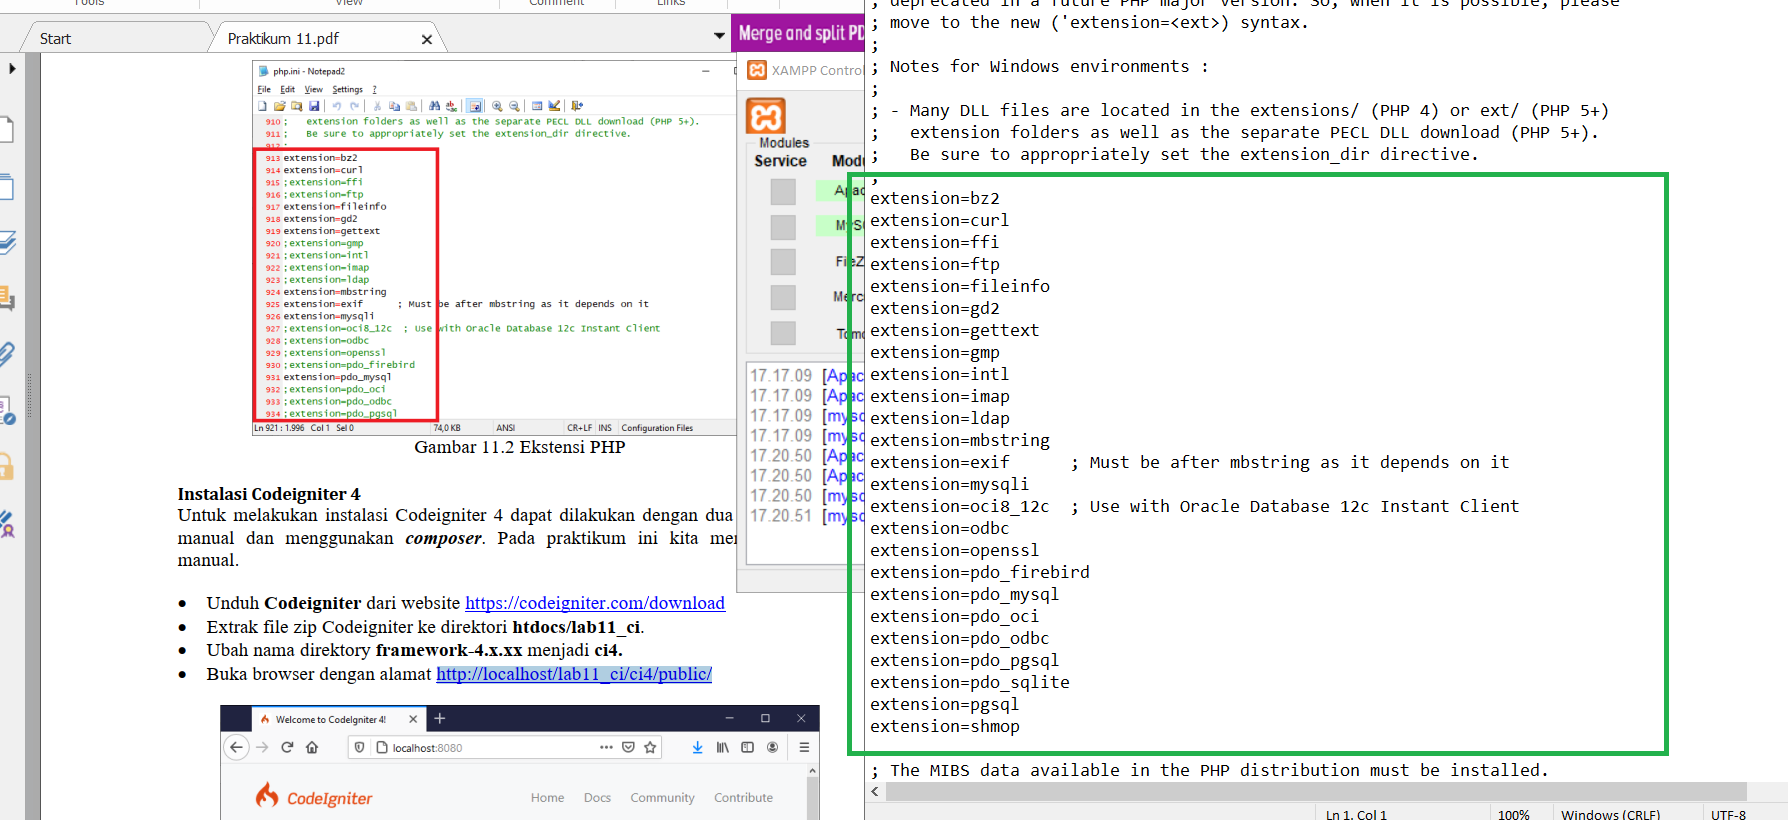 Tools
View
Comment
Links
Start
Praktikum 11.pdf
Merge and split PD
php.ini - Notepad2
File Edit View Settings ?
910 ; extension folders as well as the separate PECL DLL download (PHP 5+).
911 ; Be sure to appropriately set the extension_dir directive.
912 ;
913 extension=bz2
914 extension=curl
915 ;extension=ffi
916 ;extension=ftp
917 extension=fileinfo
918 extension=gd2
919 extension=gettext
920 ;extension=gmp
921 ;extension=intl
922 ;extension=imap
923 ;extension=ldap
924 extension=mbstring
925 extension=exif ; Must be after mbstring as it depends on it
926 extension=mysqli
927 ;extension=oci8_12c ; Use with Oracle Database 12c Instant Client
928 ;extension=odbc
929 ;extension=openssl
930 ;extension=pdo_firebird
931 extension=pdo_mysql
932 ;extension=pdo_oci
933 ;extension=pdo_odbc
934 ;extension=pdo_pgsql
Ln 921 : 1.996 Col 1 Sel 0 74,0 KB ANSI CR+LF INS Configuration Files
Gambar 11.2 Ekstensi PHP
Instalasi Codeigniter 4
Untuk melakukan instalasi Codeigniter 4 dapat dilakukan dengan dua
manual dan menggunakan composer. Pada praktikum ini kita me
manual.
• Unduh Codeigniter dari website https://codeigniter.com/download
• Extrak file zip Codeigniter ke direktori htdocs/lab11_ci.
• Ubah nama direktory framework-4.x.xx menjadi ci4.
• Buka browser dengan alamat http://localhost/lab11_ci/ci4/public/
Welcome to CodeIgniter 4!
localhost:8080
CodeIgniter
Home Docs Community Contribute
XAMPP Control
Modules
Service Modu
Apac
MySQ
FileZ
Merc
Tomc
17.17.09 [Apac
17.17.09 [Apac
17.17.09 [mysq
17.17.09 [mysq
17.20.50 [Apac
17.20.50 [Apac
17.20.50 [mysq
17.20.51 [mysq
; deprecated in a future PHP major version. So, when it is possible, please
; move to the new ('extension=<ext>) syntax.
;
; Notes for Windows environments :
;
; - Many DLL files are located in the extensions/ (PHP 4) or ext/ (PHP 5+)
; extension folders as well as the separate PECL DLL download (PHP 5+).
; Be sure to appropriately set the extension_dir directive.
;
extension=bz2
extension=curl
extension=ffi
extension=ftp
extension=fileinfo
extension=gd2
extension=gettext
extension=gmp
extension=intl
extension=imap
extension=ldap
extension=mbstring
extension=exif ; Must be after mbstring as it depends on it
extension=mysqli
extension=oci8_12c ; Use with Oracle Database 12c Instant Client
extension=odbc
extension=openssl
extension=pdo_firebird
extension=pdo_mysql
extension=pdo_oci
extension=pdo_odbc
extension=pdo_pgsql
extension=pdo_sqlite
extension=pgsql
extension=shmop
; The MIBS data available in the PHP distribution must be installed.
Ln 1, Col 1 100% Windows (CRLF) UTF-8